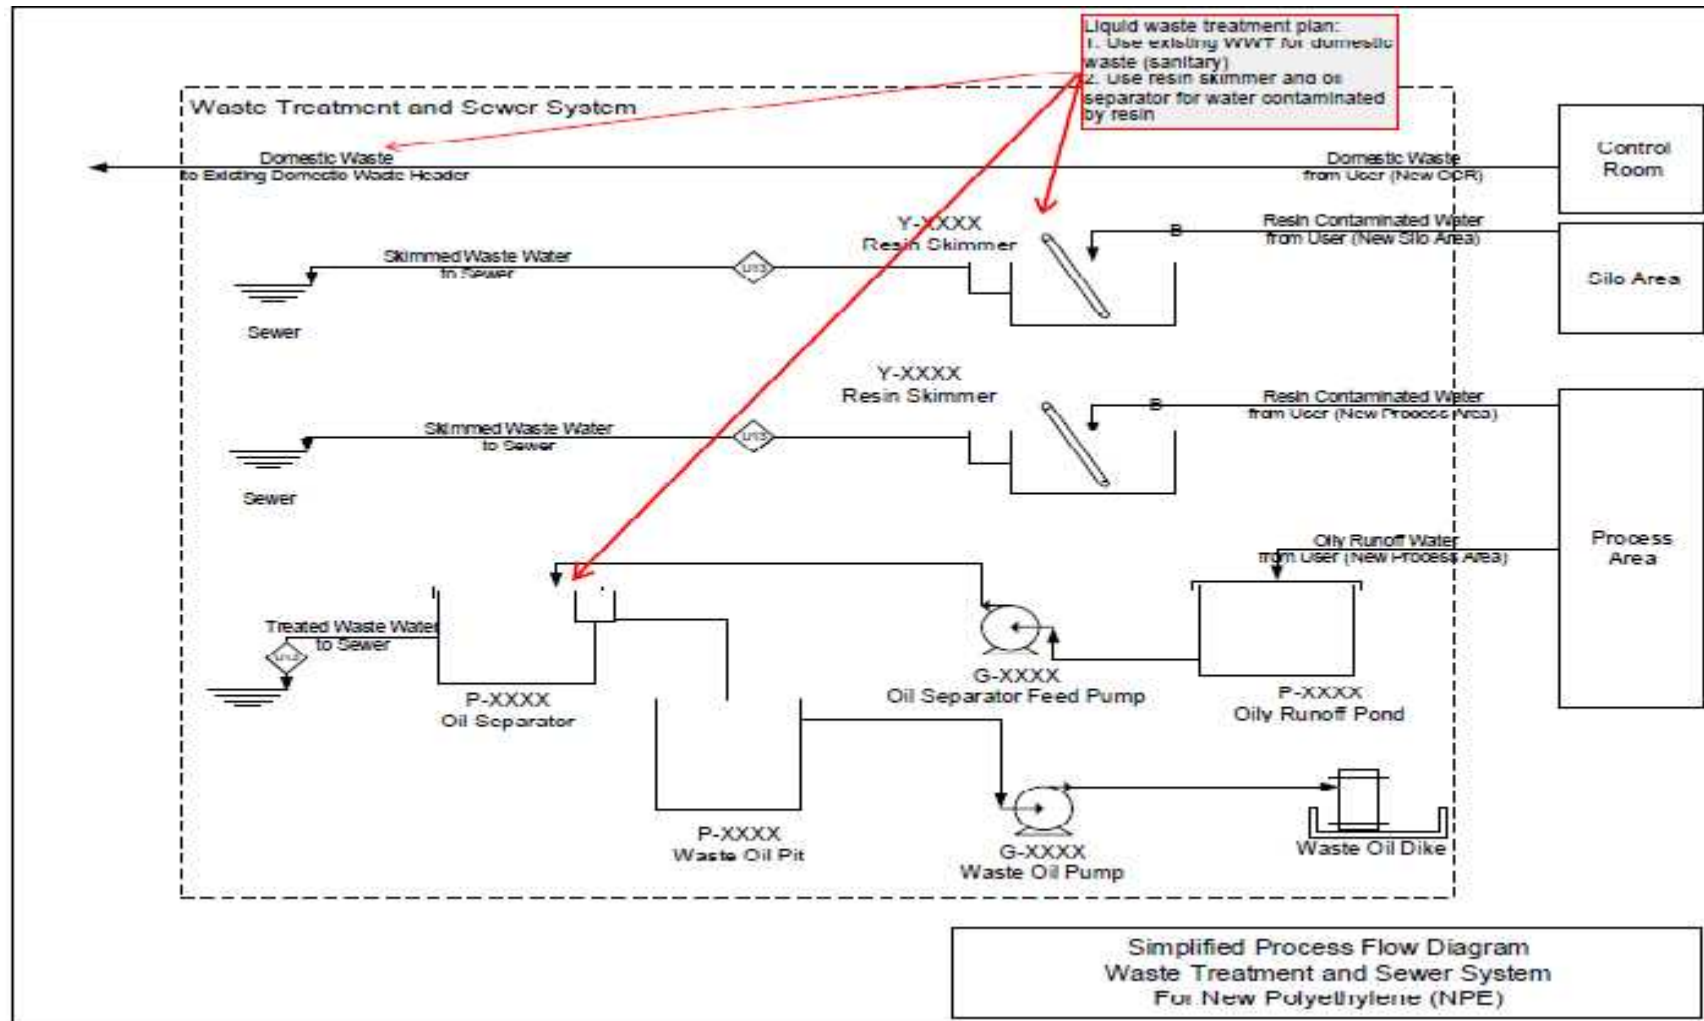 Liquid waste treatment plan:
1. Use existing WWT for domestic
waste (sanitary)
2. Use resin skimmer and oil
separator for water contaminated
by resin
Waste Treatment and Sewer System
Domestic Waste
to Existing Domestic Waste Header
Domestic Waste
from User (New OCR)
Control
Room
Y-XXXX
Resin Skimmer
Resin Contaminated Water
from User (New Silo Area)
B
Silo Area
Skimmed Waste Water
to Sewer
U13
Sewer
Y-XXXX
Resin Skimmer
Resin Contaminated Water
from User (New Process Area)
B
Skimmed Waste Water
to Sewer
U13
Sewer
Oily Runoff Water
from User (New Process Area)
Process
Area
Treated Waste Water
to Sewer
P-XXXX
Oil Separator
G-XXXX
Oil Separator Feed Pump
P-XXXX
Oily Runoff Pond
P-XXXX
Waste Oil Pit
G-XXXX
Waste Oil Pump
Waste Oil Dike
Simplified Process Flow Diagram
Waste Treatment and Sewer System
For New Polyethylene (NPE)